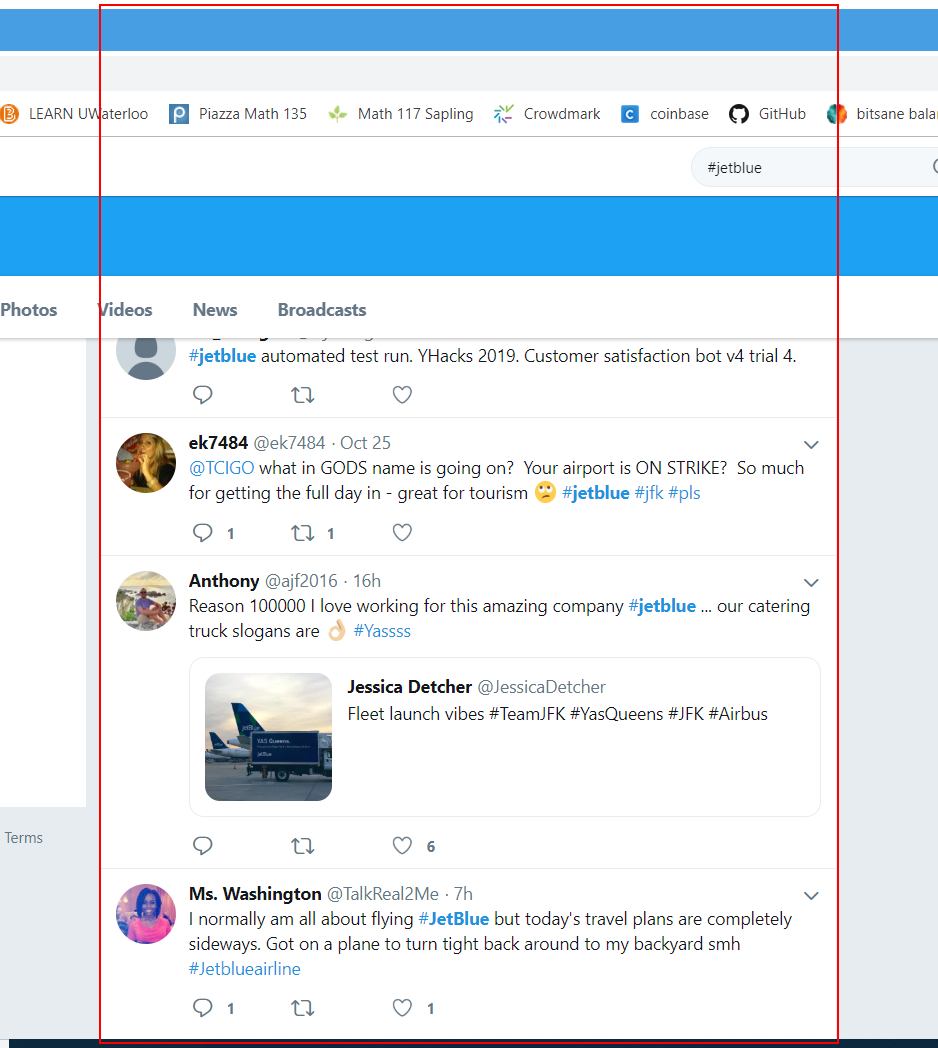 LEARN UWaterloo Piazza Math 135 Math 117 Sapling Crowdmark coinbase GitHub bitsane
#jetblue
Photos Videos News Broadcasts
#jetblue automated test run. YHacks 2019. Customer satisfaction bot v4 trial 4.
ek7484 @ek7484 · Oct 25
@TCIGO what in GODS name is going on? Your airport is ON STRIKE? So much
for getting the full day in - great for tourism 🙄 #jetblue #jfk #pls
1 1
Anthony @ajf2016 · 16h
Reason 100000 I love working for this amazing company #jetblue ... our catering
truck slogans are 👌🏼 #Yassss
Jessica Detcher @JessicaDetcher
Fleet launch vibes #TeamJFK #YasQueens #JFK #Airbus
jetBlue
YAS Queens.
jetBlue
6
Terms
Ms. Washington @TalkReal2Me · 7h
I normally am all about flying #JetBlue but today's travel plans are completely
sideways. Got on a plane to turn tight back around to my backyard smh
#Jetblueairline
1 1